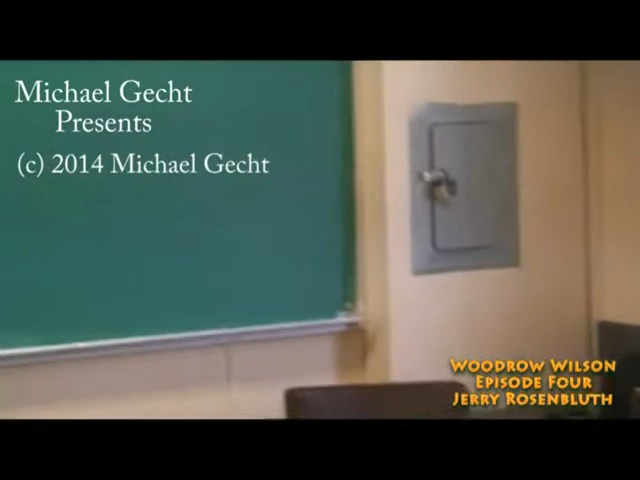 Michael Gecht
Presents
(c) 2014 Michael Gecht
Woodrow Wilson
Episode Four
Jerry Rosenbluth